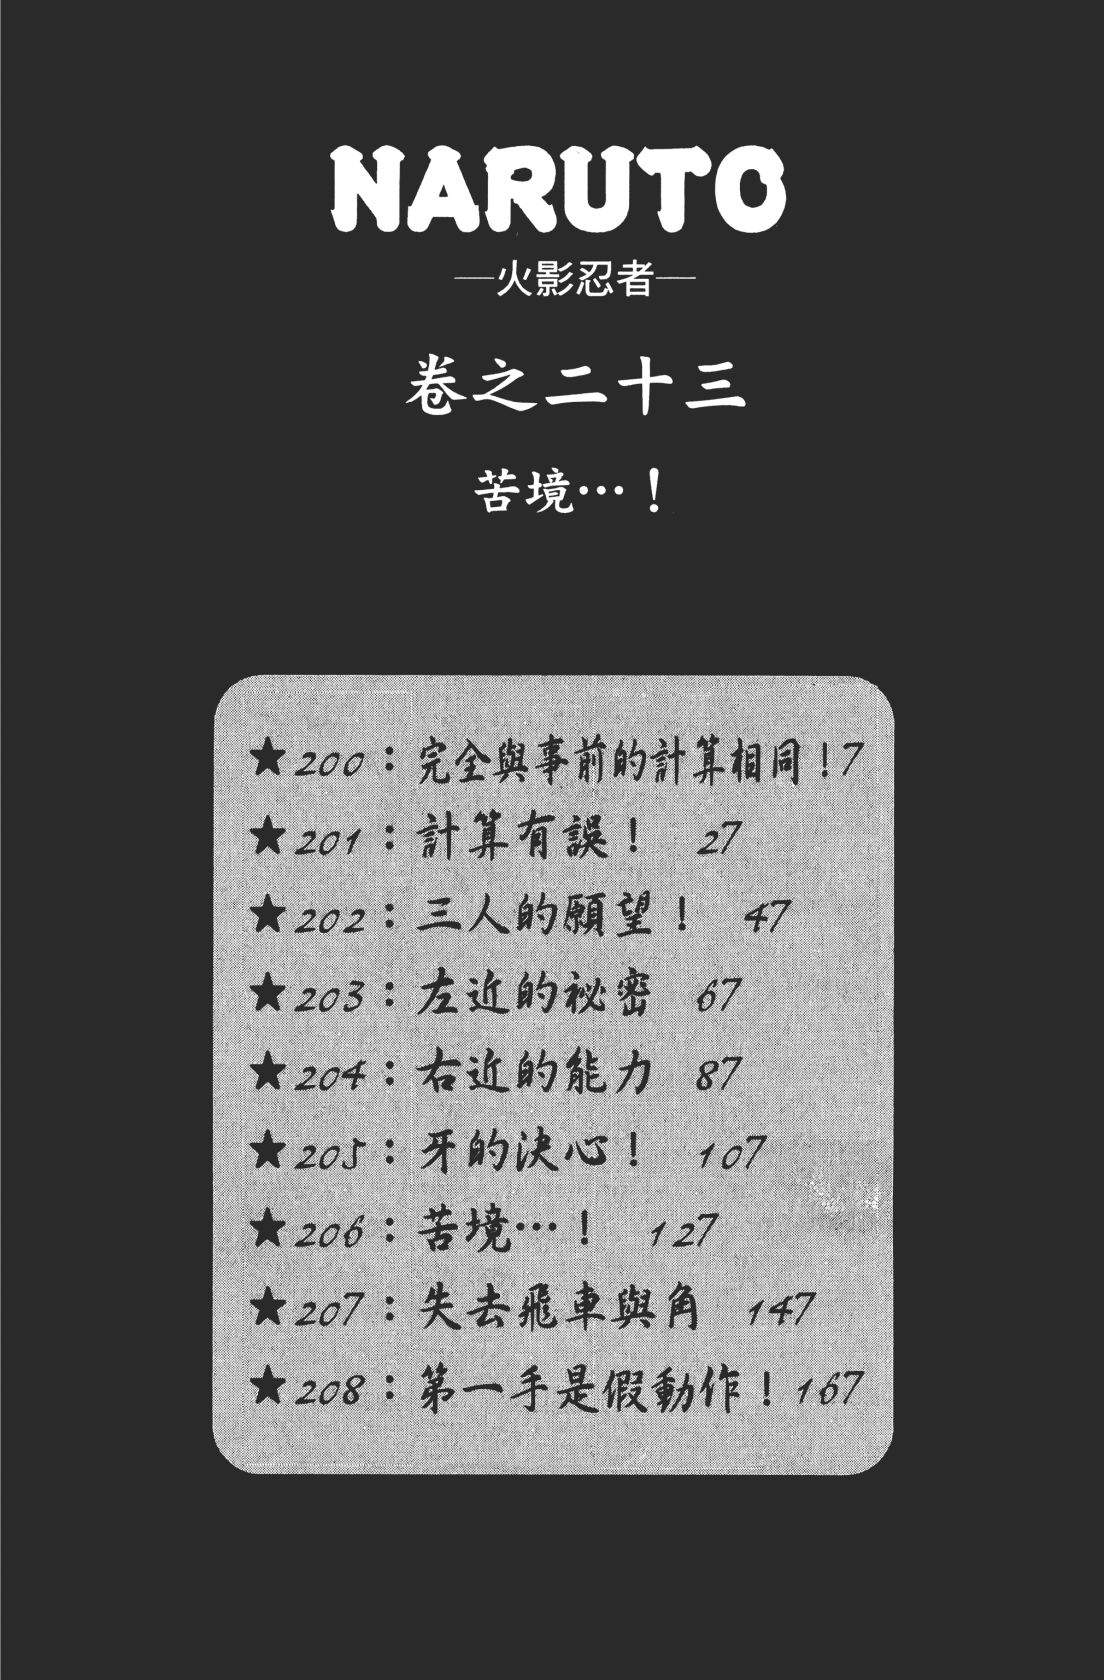 NARUTO
—火影忍者—
卷之二十三
苦境…！
★200：完全與事前的計算相同！7
★201：計算有誤！ 27
★202：三人的願望！ 47
★203：左近的祕密 67
★204：右近的能力 87
★205：牙的決心！ 107
★206：苦境…！ 127
★207：失去飛車與角 147
★208：第一手是假動作！167